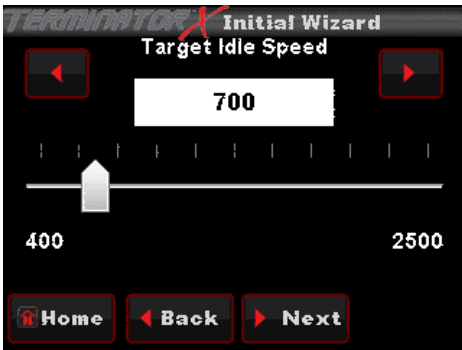 TERMINATOR X Initial Wizard
Target Idle Speed
700
400 2500
Home Back Next